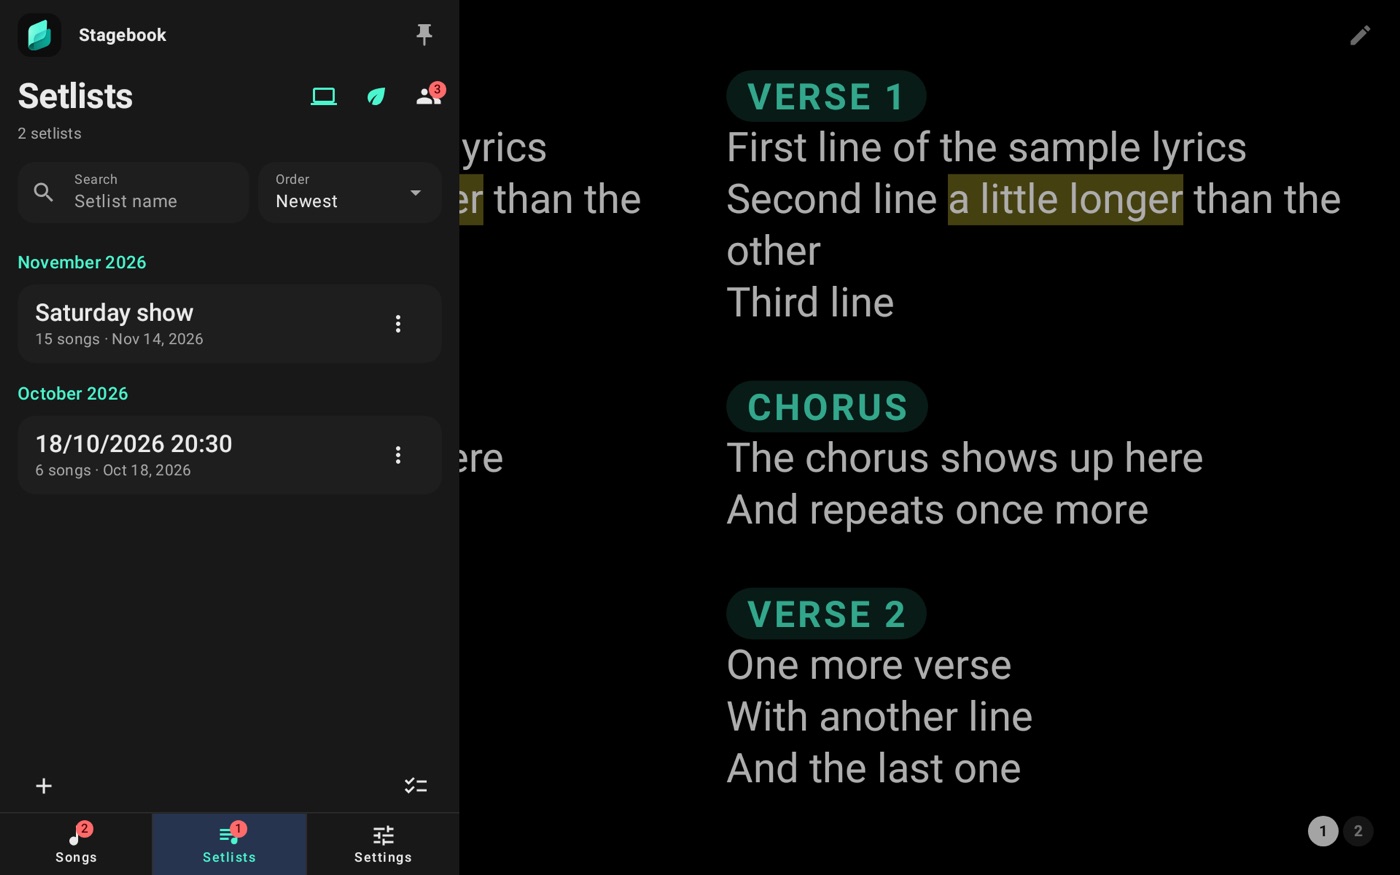 Stagebook
Setlists
3
2 setlists
Search
Setlist name
Order
Newest
November 2026
Saturday show
15 songs · Nov 14, 2026
October 2026
18/10/2026 20:30
6 songs · Oct 18, 2026
2
Songs
1
Setlists
Settings
yrics
er than the
ere
VERSE 1
First line of the sample lyrics
Second line a little longer than the
other
Third line
CHORUS
The chorus shows up here
And repeats once more
VERSE 2
One more verse
With another line
And the last one
1 2